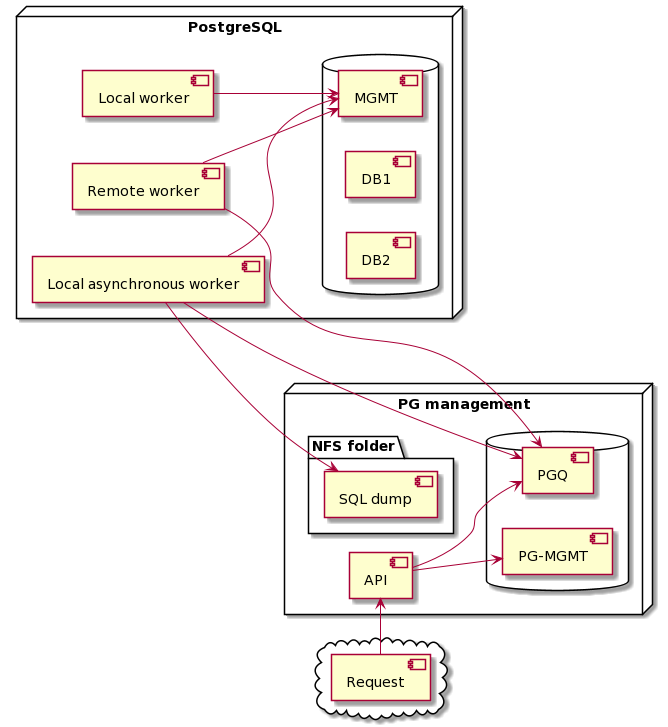 PostgreSQL
Local worker
MGMT
Remote worker
DB1
DB2
Local asynchronous worker
PG management
NFS folder
PGQ
SQL dump
PG-MGMT
API
Request